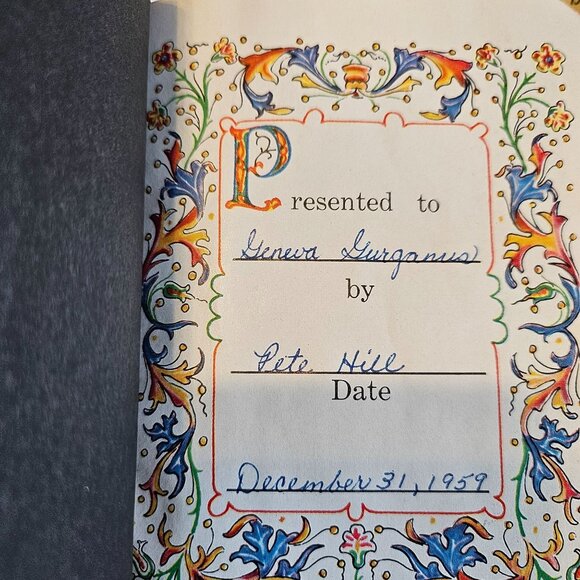 Presented to
Geneva Gurganus
by
Pete Hill
Date
December 31, 1959